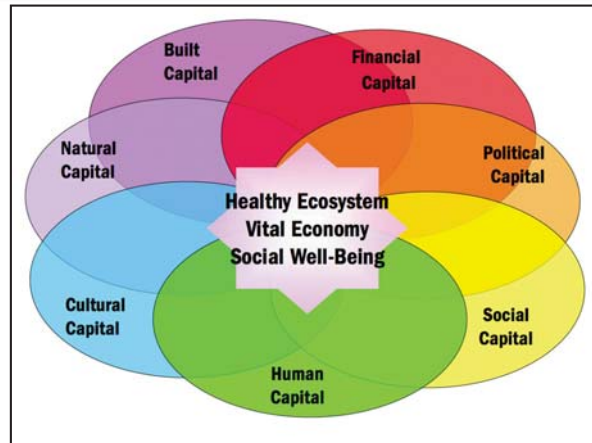 Built
Capital
Financial
Capital
Natural
Capital
Political
Capital
Healthy Ecosystem
Vital Economy
Social Well-Being
Cultural
Capital
Social
Capital
Human
Capital